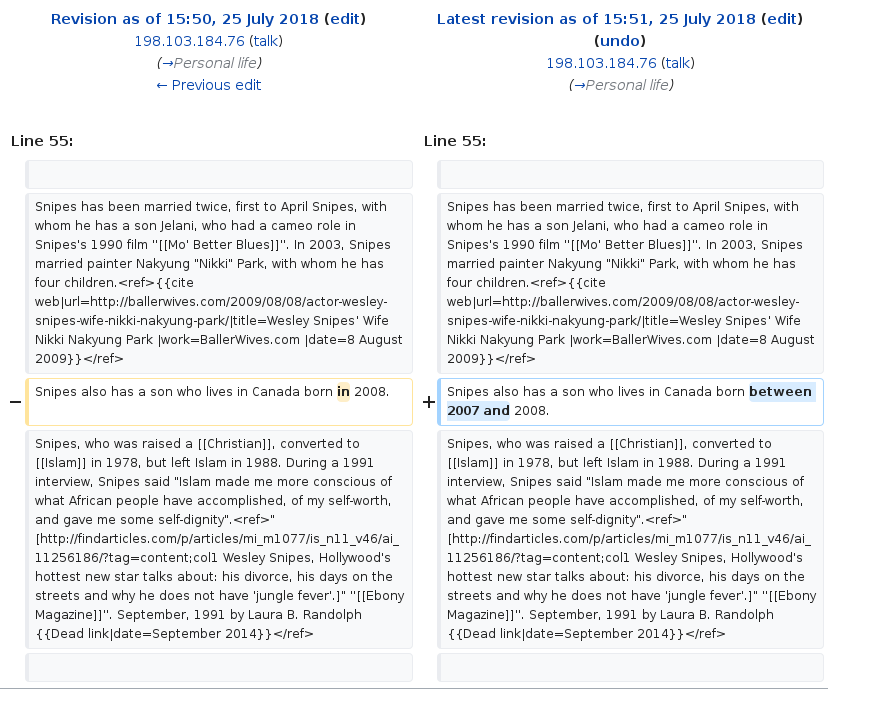 Revision as of 15:50, 25 July 2018 (edit)
198.103.184.76 (talk)
(→Personal life)
← Previous edit
Latest revision as of 15:51, 25 July 2018 (edit)
(undo)
198.103.184.76 (talk)
(→Personal life)
Line 55:
Line 55:
Snipes has been married twice, first to April Snipes, with
whom he has a son Jelani, who had a cameo role in
Snipes's 1990 film ''[[Mo' Better Blues]]''. In 2003, Snipes
married painter Nakyung "Nikki" Park, with whom he has
four children.<ref>{{cite
web|url=http://ballerwives.com/2009/08/08/actor-wesley-
snipes-wife-nikki-nakyung-park/|title=Wesley Snipes' Wife
Nikki Nakyung Park |work=BallerWives.com |date=8 August
2009}}</ref>
Snipes has been married twice, first to April Snipes, with
whom he has a son Jelani, who had a cameo role in
Snipes's 1990 film ''[[Mo' Better Blues]]''. In 2003, Snipes
married painter Nakyung "Nikki" Park, with whom he has
four children.<ref>{{cite
web|url=http://ballerwives.com/2009/08/08/actor-wesley-
snipes-wife-nikki-nakyung-park/|title=Wesley Snipes' Wife
Nikki Nakyung Park |work=BallerWives.com |date=8 August
2009}}</ref>
− Snipes also has a son who lives in Canada born in 2008.
+ Snipes also has a son who lives in Canada born between
2007 and 2008.
Snipes, who was raised a [[Christian]], converted to
[[Islam]] in 1978, but left Islam in 1988. During a 1991
interview, Snipes said "Islam made me more conscious of
what African people have accomplished, of my self-worth,
and gave me some self-dignity".<ref>"
[http://findarticles.com/p/articles/mi_m1077/is_n11_v46/ai_
11256186/?tag=content;col1 Wesley Snipes, Hollywood's
hottest new star talks about: his divorce, his days on the
streets and why he does not have 'jungle fever'.]" ''[[Ebony
Magazine]]''. September, 1991 by Laura B. Randolph
{{Dead link|date=September 2014}}</ref>
Snipes, who was raised a [[Christian]], converted to
[[Islam]] in 1978, but left Islam in 1988. During a 1991
interview, Snipes said "Islam made me more conscious of
what African people have accomplished, of my self-worth,
and gave me some self-dignity".<ref>"
[http://findarticles.com/p/articles/mi_m1077/is_n11_v46/ai_
11256186/?tag=content;col1 Wesley Snipes, Hollywood's
hottest new star talks about: his divorce, his days on the
streets and why he does not have 'jungle fever'.]" ''[[Ebony
Magazine]]''. September, 1991 by Laura B. Randolph
{{Dead link|date=September 2014}}</ref>